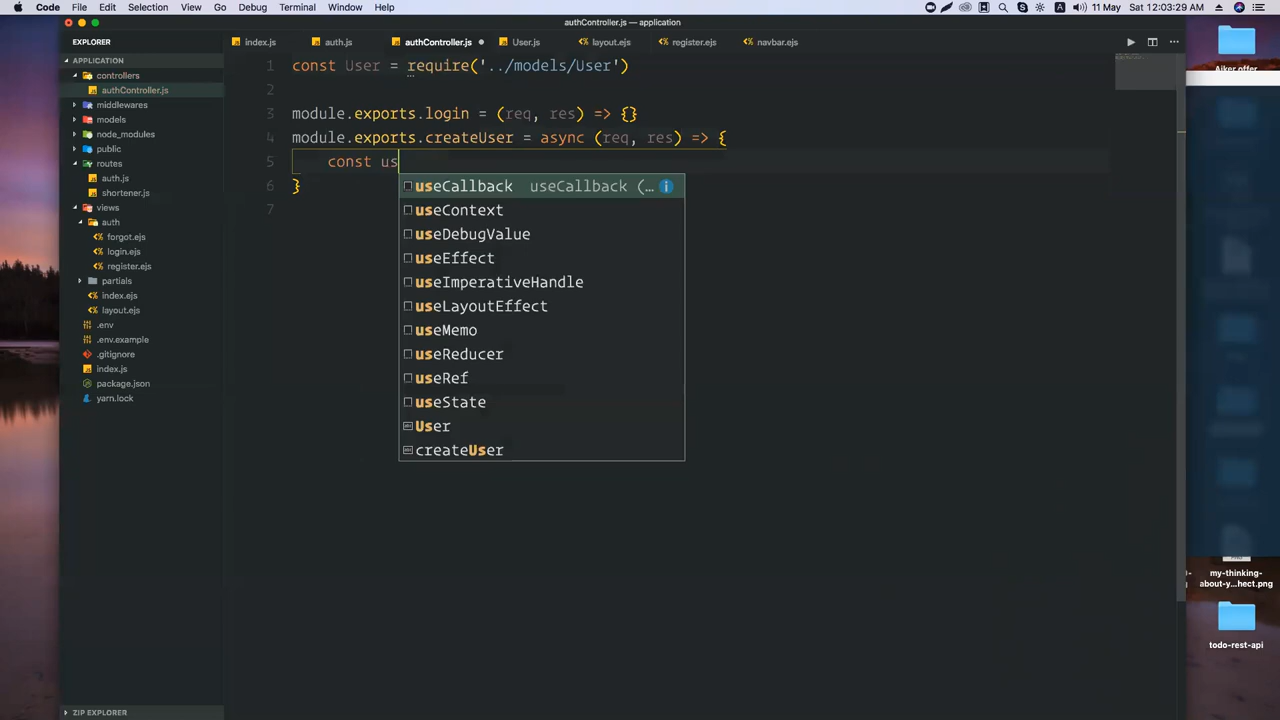 Code File Edit Selection View Go Debug Terminal Window Help
11 May Sat 12:03:29 AM
authController.js — application
EXPLORER
index.js auth.js authController.js User.js layout.ejs register.ejs navbar.ejs
APPLICATION
controllers
authController.js
middlewares
models
node_modules
public
routes
auth.js
shortener.js
views
auth
forgot.ejs
login.ejs
register.ejs
partials
index.ejs
layout.ejs
.env
.env.example
.gitignore
index.js
package.json
yarn.lock
ZIP EXPLORER
1 const User = require('../models/User')
2
3 module.exports.login = (req, res) => {}
4 module.exports.createUser = async (req, res) => {
5 const us
6 }
7
useCallback useCallback (…
useContext
useDebugValue
useEffect
useImperativeHandle
useLayoutEffect
useMemo
useReducer
useRef
useState
User
createUser
Aiker offer
my-thinking-
about-y...hect.png
todo-rest-api